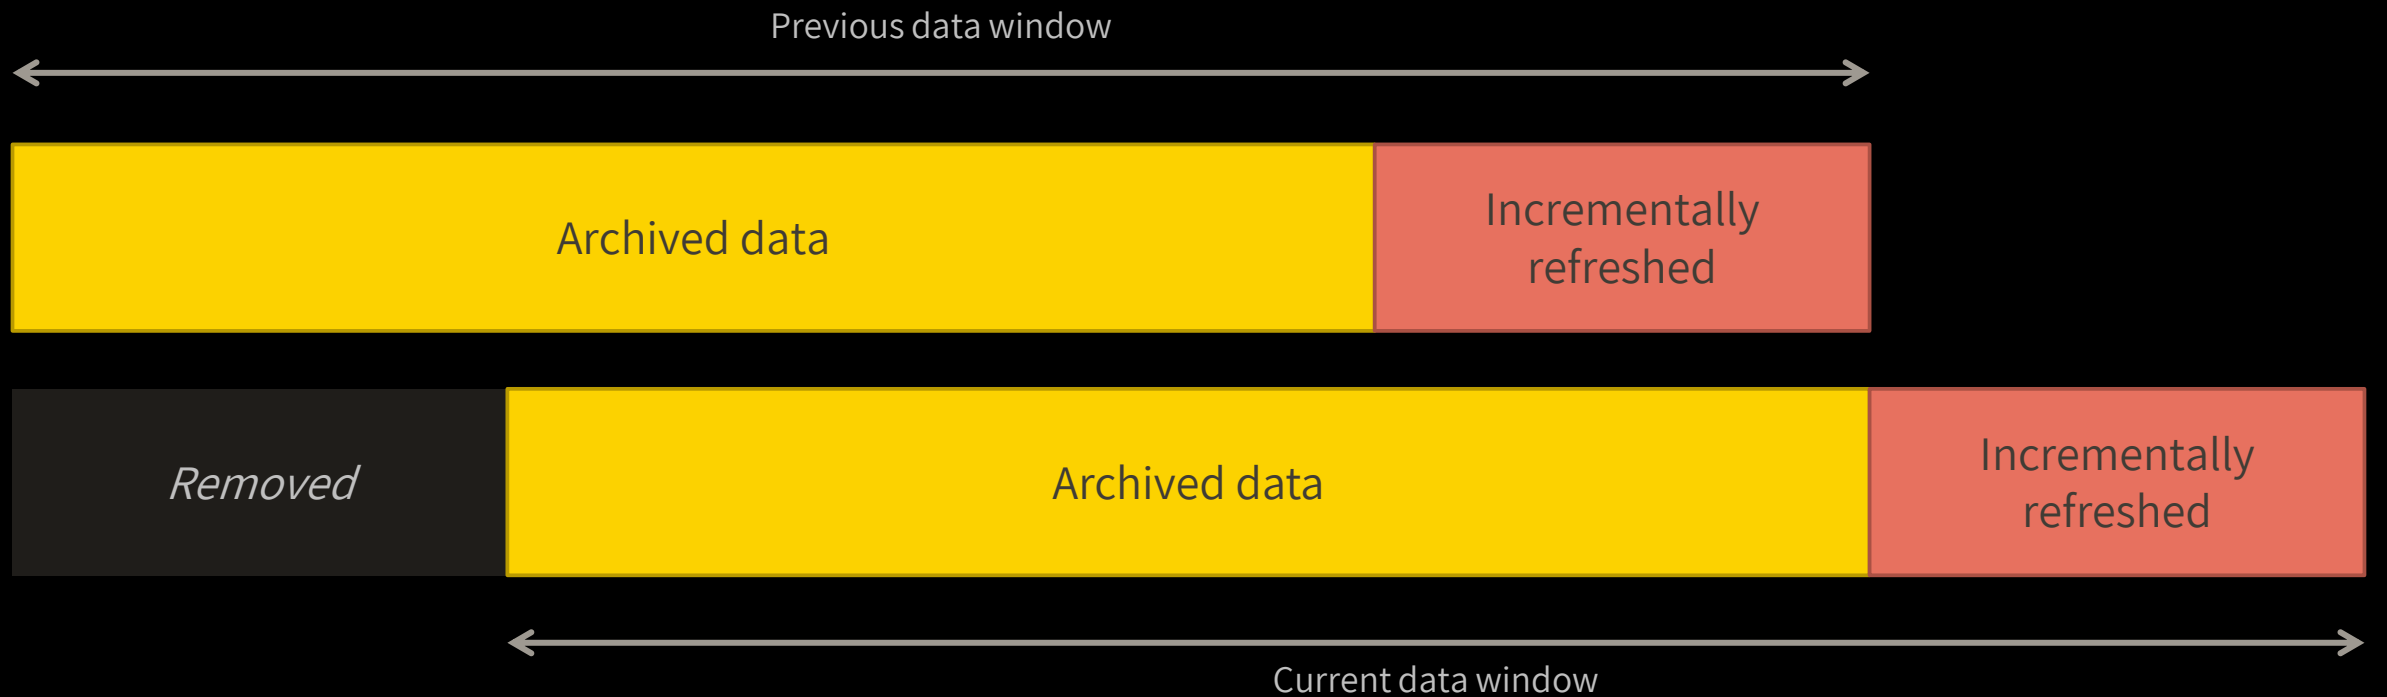 Previous data window
Archived data
Incrementally
refreshed
Removed
Archived data
Incrementally
refreshed
Current data window